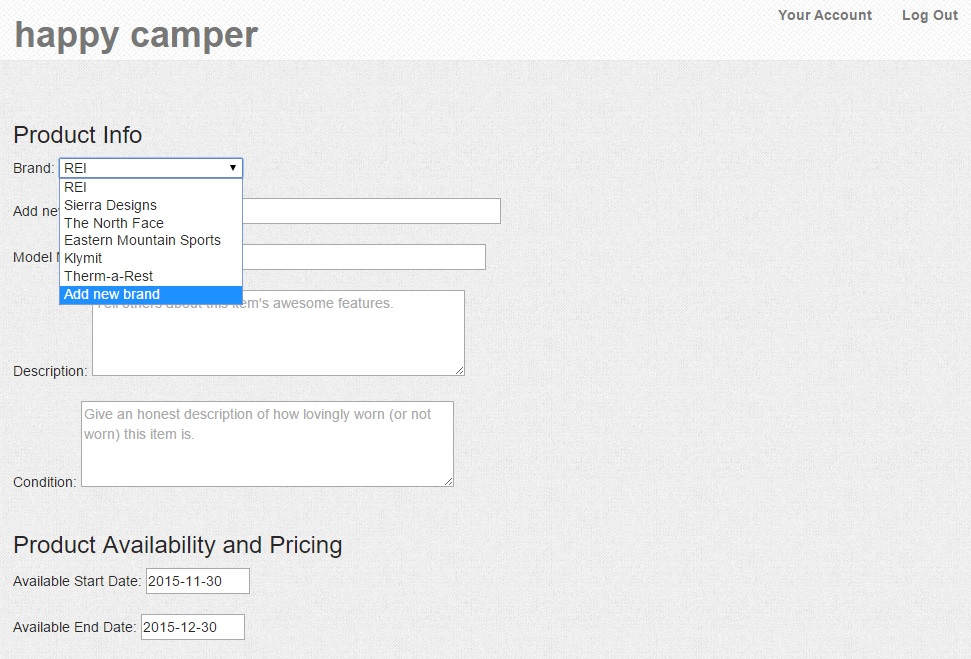 Your Account Log Out
happy camper
Product Info
Brand: REI
REI
Sierra Designs
Add ne
The North Face
Eastern Mountain Sports
Model
Klymit
Therm-a-Rest
Add new brand
Tell others about this item's awesome features.
Description:
Give an honest description of how lovingly worn (or not
worn) this item is.
Condition:
Product Availability and Pricing
Available Start Date: 2015-11-30
Available End Date: 2015-12-30